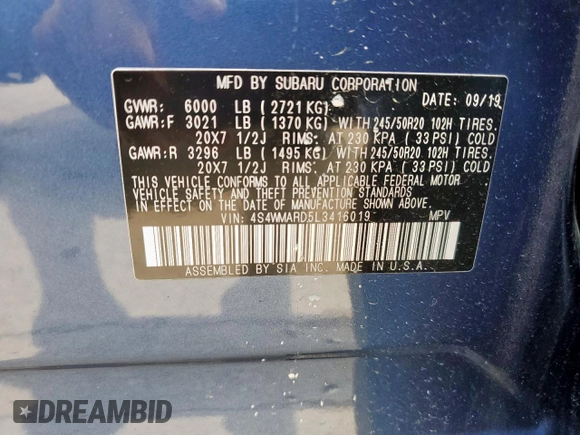 MFD BY SUBARU CORPORATION
GVWR: 6000 LB (2721 KG) DATE: 09/19
GAWR:F 3021 LB (1370 KG) WITH 245/50R20 102H TIRES.
20X7 1/2J RIMS. AT 230 KPA (33 PSI) COLD
GAWR:R 3296 LB (1495 KG) WITH 245/50R20 102H TIRES.
20X7 1/2J RIMS. AT 230 KPA (33 PSI) COLD
THIS VEHICLE CONFORMS TO ALL APPLICABLE FEDERAL MOTOR
VEHICLE SAFETY AND THEFT PREVENTION STANDARDS
IN EFFECT ON THE DATE OF MANUFACTURE SHOWN ABOVE.
VIN: 4S4WMARD5L3416019 MPV
ASSEMBLED BY SIA INC. MADE IN U.S.A.
DREAMBID